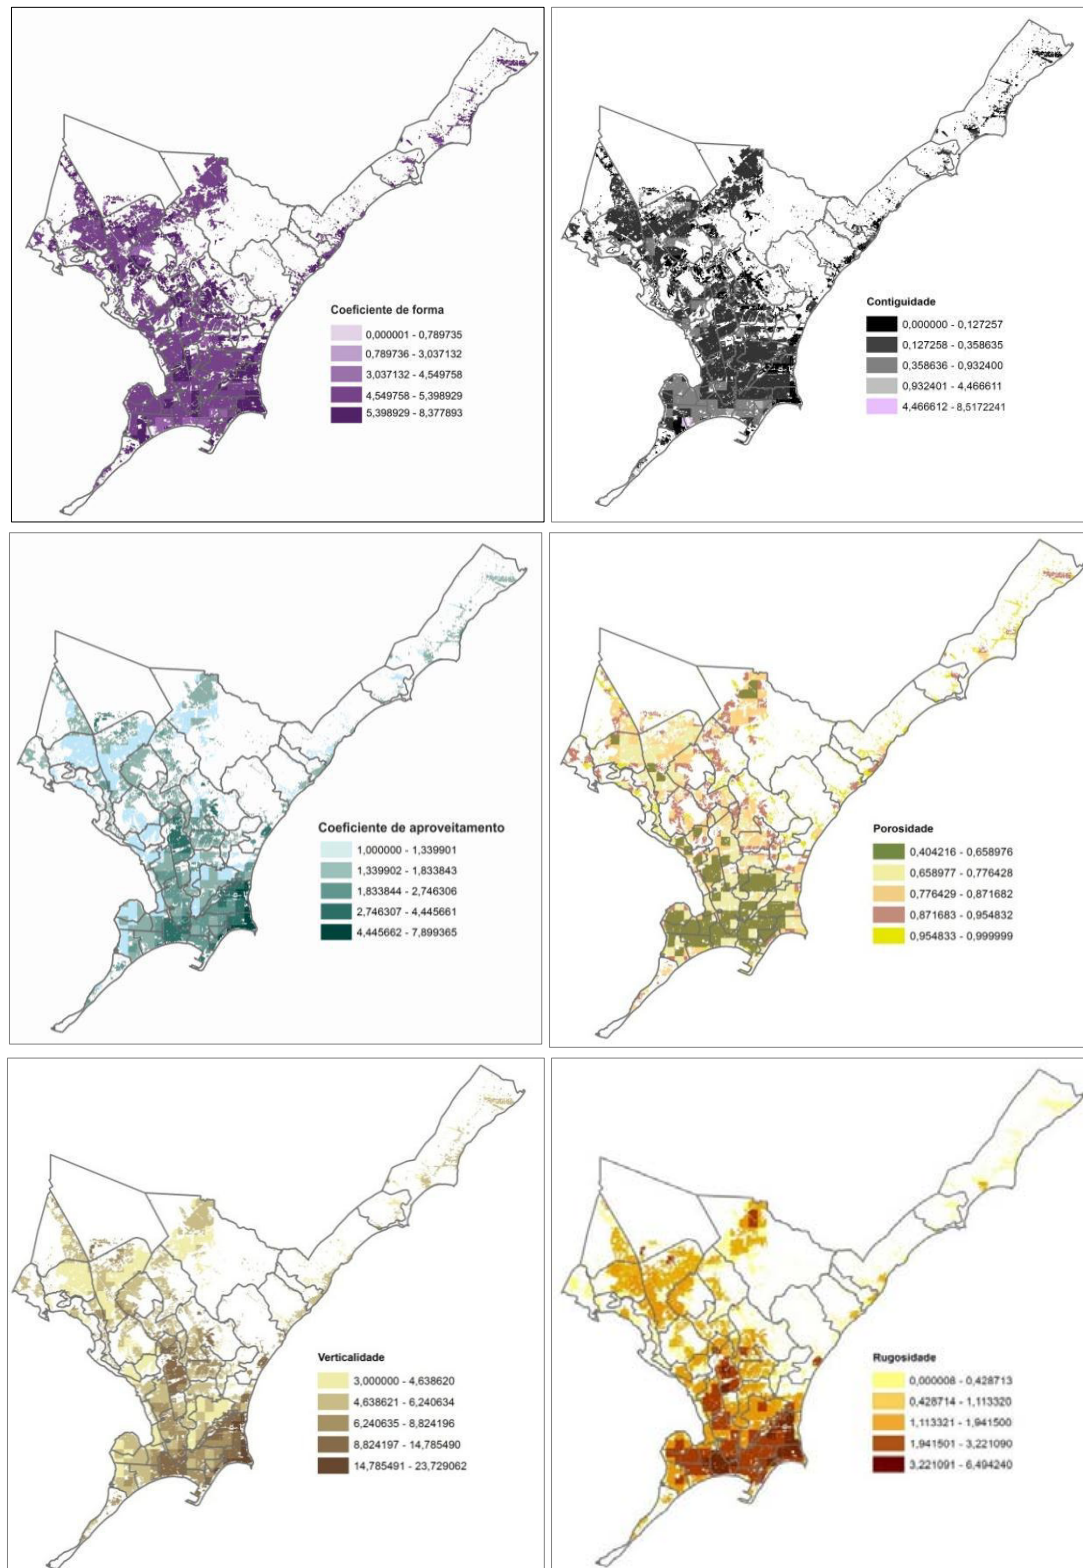 Coeficiente de forma
0,000001 - 0,789735
0,789736 - 3,037132
3,037132 - 4,549758
4,549758 - 5,398929
5,398929 - 8,377893
Contiguidade
0,000000 - 0,127257
0,127258 - 0,358635
0,358636 - 0,932400
0,932401 - 4,466611
4,466612 - 8,5172241
Coeficiente de aproveitamento
1,000000 - 1,339901
1,339902 - 1,833843
1,833844 - 2,746306
2,746307 - 4,445661
4,445662 - 7,899365
Porosidade
0,404216 - 0,658976
0,658977 - 0,776428
0,776429 - 0,871682
0,871683 - 0,954832
0,954833 - 0,999999
Verticalidade
3,000000 - 4,638620
4,638621 - 6,240634
6,240635 - 8,824196
8,824197 - 14,785490
14,785491 - 23,729062
Rugosidade
0,000008 - 0,428713
0,428714 - 1,113320
1,113321 - 1,941500
1,941501 - 3,221090
3,221091 - 6,494240